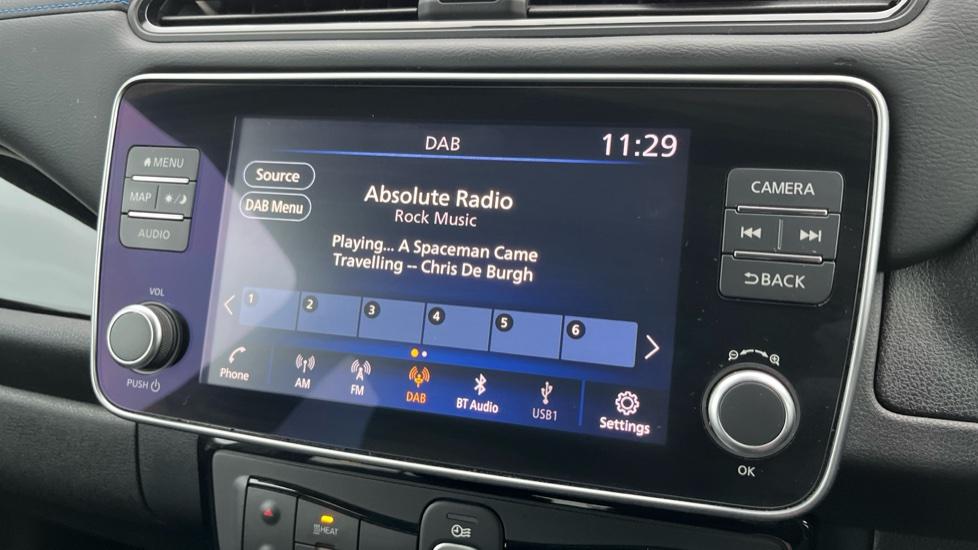 DAB
11:29
Source
DAB Menu
Absolute Radio
Rock Music
Playing... A Spaceman Came
Travelling -- Chris De Burgh
1 2 3 4 5 6
Phone
AM
FM
DAB
BT Audio
USB1
Settings
MENU
MAP
AUDIO
VOL
PUSH
CAMERA
BACK
OK
HEAT